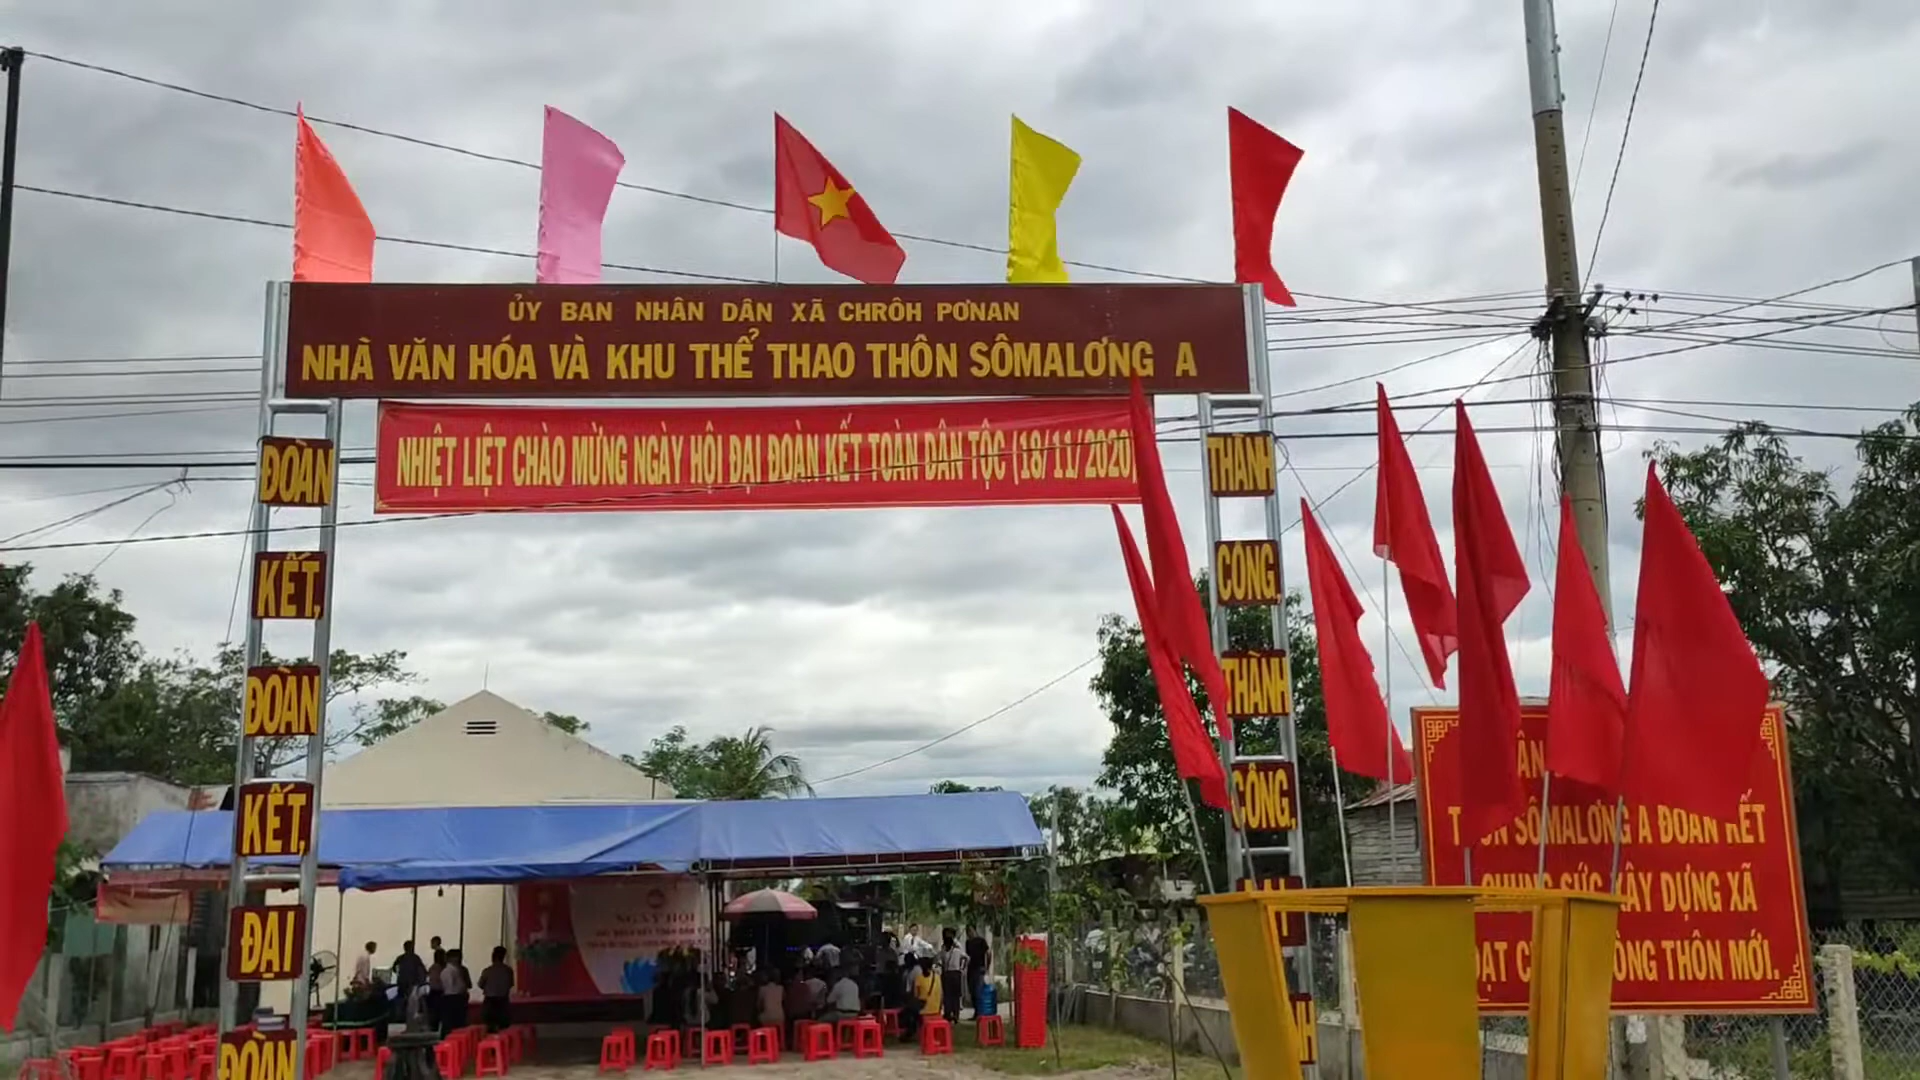 ỦY BAN NHÂN DÂN XÃ CHRÔH PƠNAN
NHÀ VĂN HÓA VÀ KHU THỂ THAO THÔN SÔMALƠNG A
NHIỆT LIỆT CHÀO MỪNG NGÀY HỘI ĐẠI ĐOÀN KẾT TOÀN DÂN TỘC (18/11/2020)
ĐOÀN
KẾT,
ĐOÀN
KẾT,
ĐẠI
ĐOÀN
THÀNH
CÔNG,
THÀNH
CÔNG,
SÔMALƠNG A ĐOÀN KẾT
SỨC XÂY DỰNG XÃ
NÔNG THÔN MỚI.
NGÀY HỘI